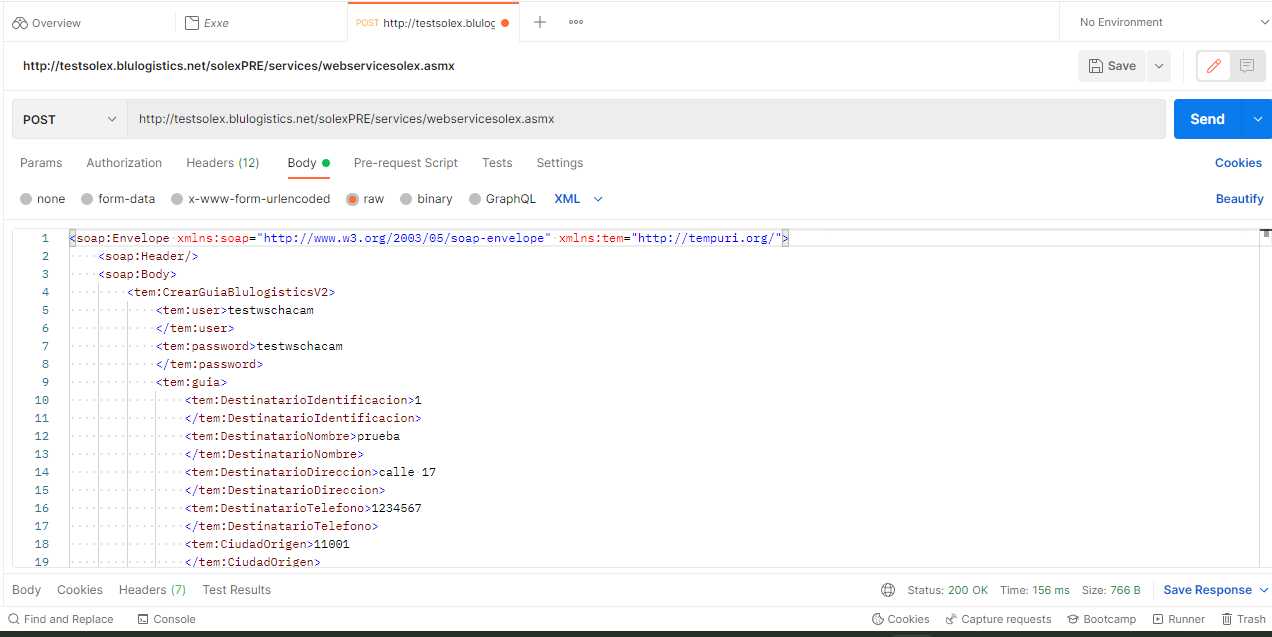 Overview
Exxe
POST http://testsolex.blulog
No Environment
http://testsolex.blulogistics.net/solexPRE/services/webservicesolex.asmx
Save
POST
http://testsolex.blulogistics.net/solexPRE/services/webservicesolex.asmx
Send
Params Authorization Headers (12) Body Pre-request Script Tests Settings Cookies
none form-data x-www-form-urlencoded raw binary GraphQL XML Beautify
1 <soap:Envelope xmlns:soap="http://www.w3.org/2003/05/soap-envelope" xmlns:tem="http://tempuri.org/">
2 <soap:Header/>
3 <soap:Body>
4 <tem:CrearGuiaBlulogisticsV2>
5 <tem:user>testwschacam
6 </tem:user>
7 <tem:password>testwschacam
8 </tem:password>
9 <tem:guia>
10 <tem:DestinatarioIdentificacion>1
11 </tem:DestinatarioIdentificacion>
12 <tem:DestinatarioNombre>prueba
13 </tem:DestinatarioNombre>
14 <tem:DestinatarioDireccion>calle 17
15 </tem:DestinatarioDireccion>
16 <tem:DestinatarioTelefono>1234567
17 </tem:DestinatarioTelefono>
18 <tem:CiudadOrigen>11001
19 </tem:CiudadOrigen>
Body Cookies Headers (7) Test Results Status: 200 OK Time: 156 ms Size: 766 B Save Response
Find and Replace Console Cookies Capture requests Bootcamp Runner Trash